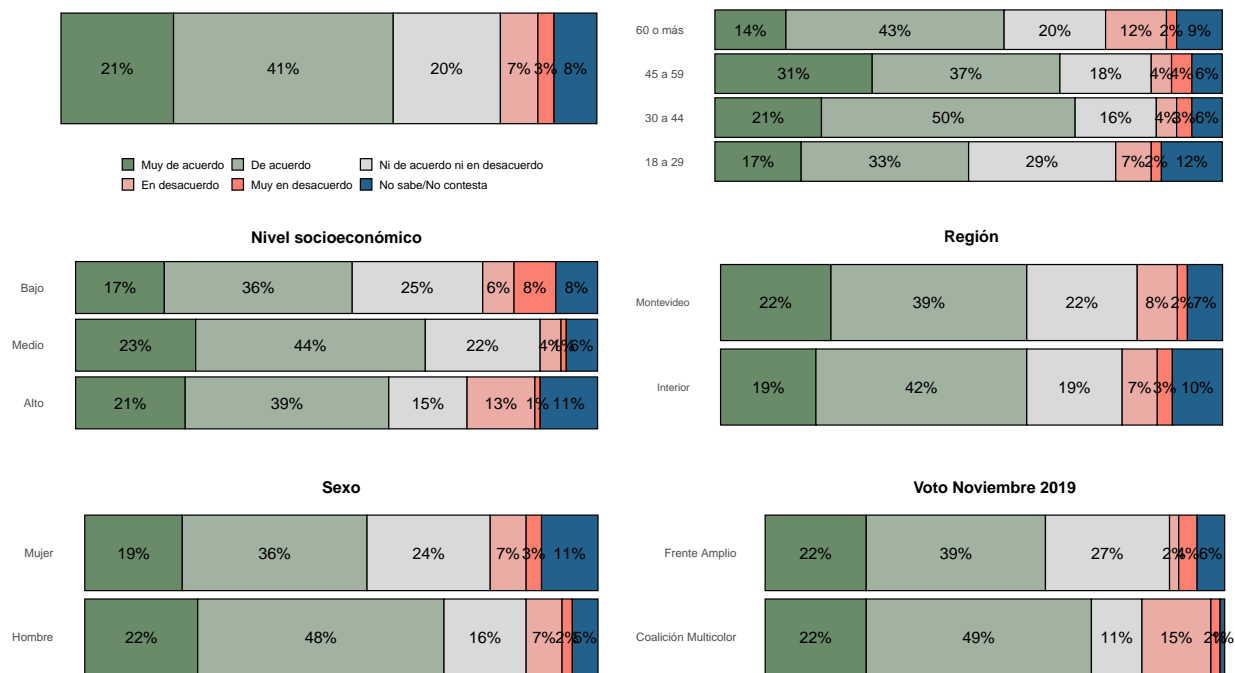 21% 41% 20% 7% 3% 8%
Muy de acuerdo De acuerdo Ni de acuerdo ni en desacuerdo
En desacuerdo Muy en desacuerdo No sabe/No contesta
60 o más 14% 43% 20% 12% 2% 9%
45 a 59 31% 37% 18% 4% 4% 6%
30 a 44 21% 50% 16% 4% 3% 6%
18 a 29 17% 33% 29% 7% 2% 12%
Nivel socioeconómico
Bajo 17% 36% 25% 6% 8% 8%
Medio 23% 44% 22% 4% 1% 6%
Alto 21% 39% 15% 13% 1% 11%
Región
Montevideo 22% 39% 22% 8% 2% 7%
Interior 19% 42% 19% 7% 3% 10%
Sexo
Mujer 19% 36% 24% 7% 3% 11%
Hombre 22% 48% 16% 7% 2% 5%
Voto Noviembre 2019
Frente Amplio 22% 39% 27% 2% 4% 6%
Coalición Multicolor 22% 49% 11% 15% 2% 1%